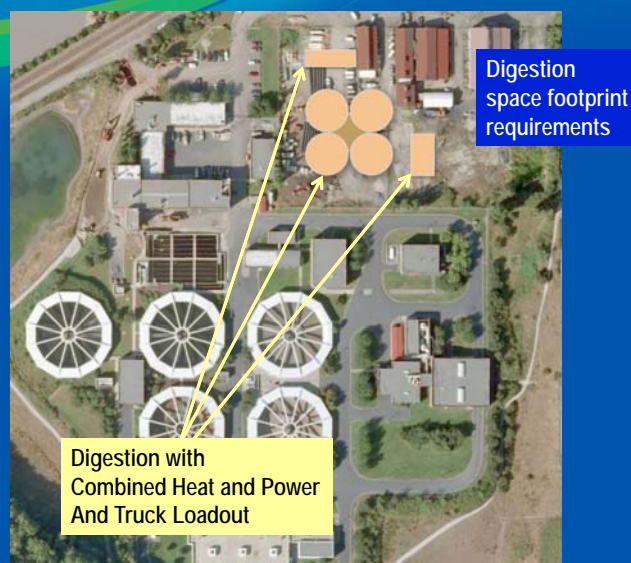 Digestion
space footprint
requirements
Digestion with
Combined Heat and Power
And Truck Loadout